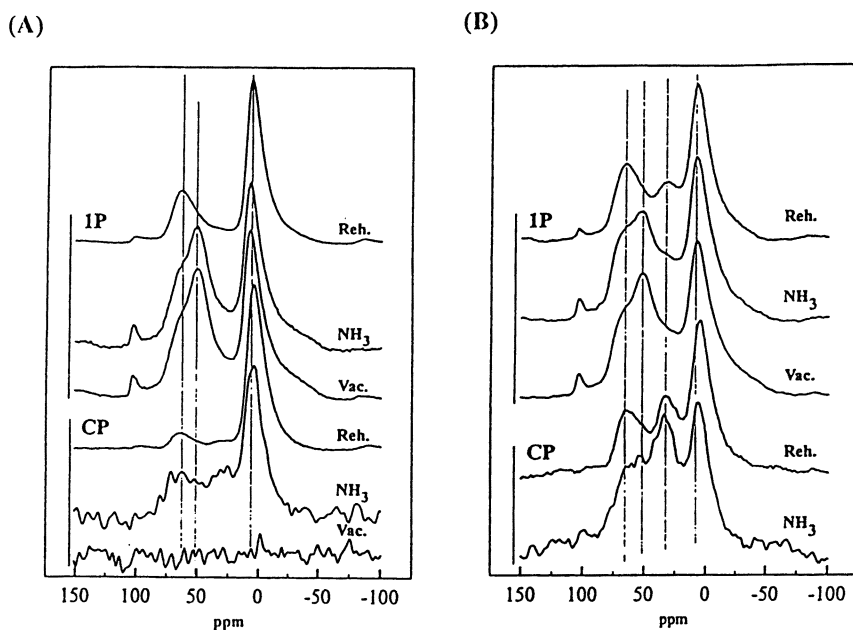 (A)
1P
Reh.
NH3
Vac.
CP
Reh.
NH3
Vac.
150 100 50 0 -50 -100
ppm
(B)
1P
Reh.
NH3
Vac.
CP
Reh.
NH3
150 100 50 0 -50 -100
ppm